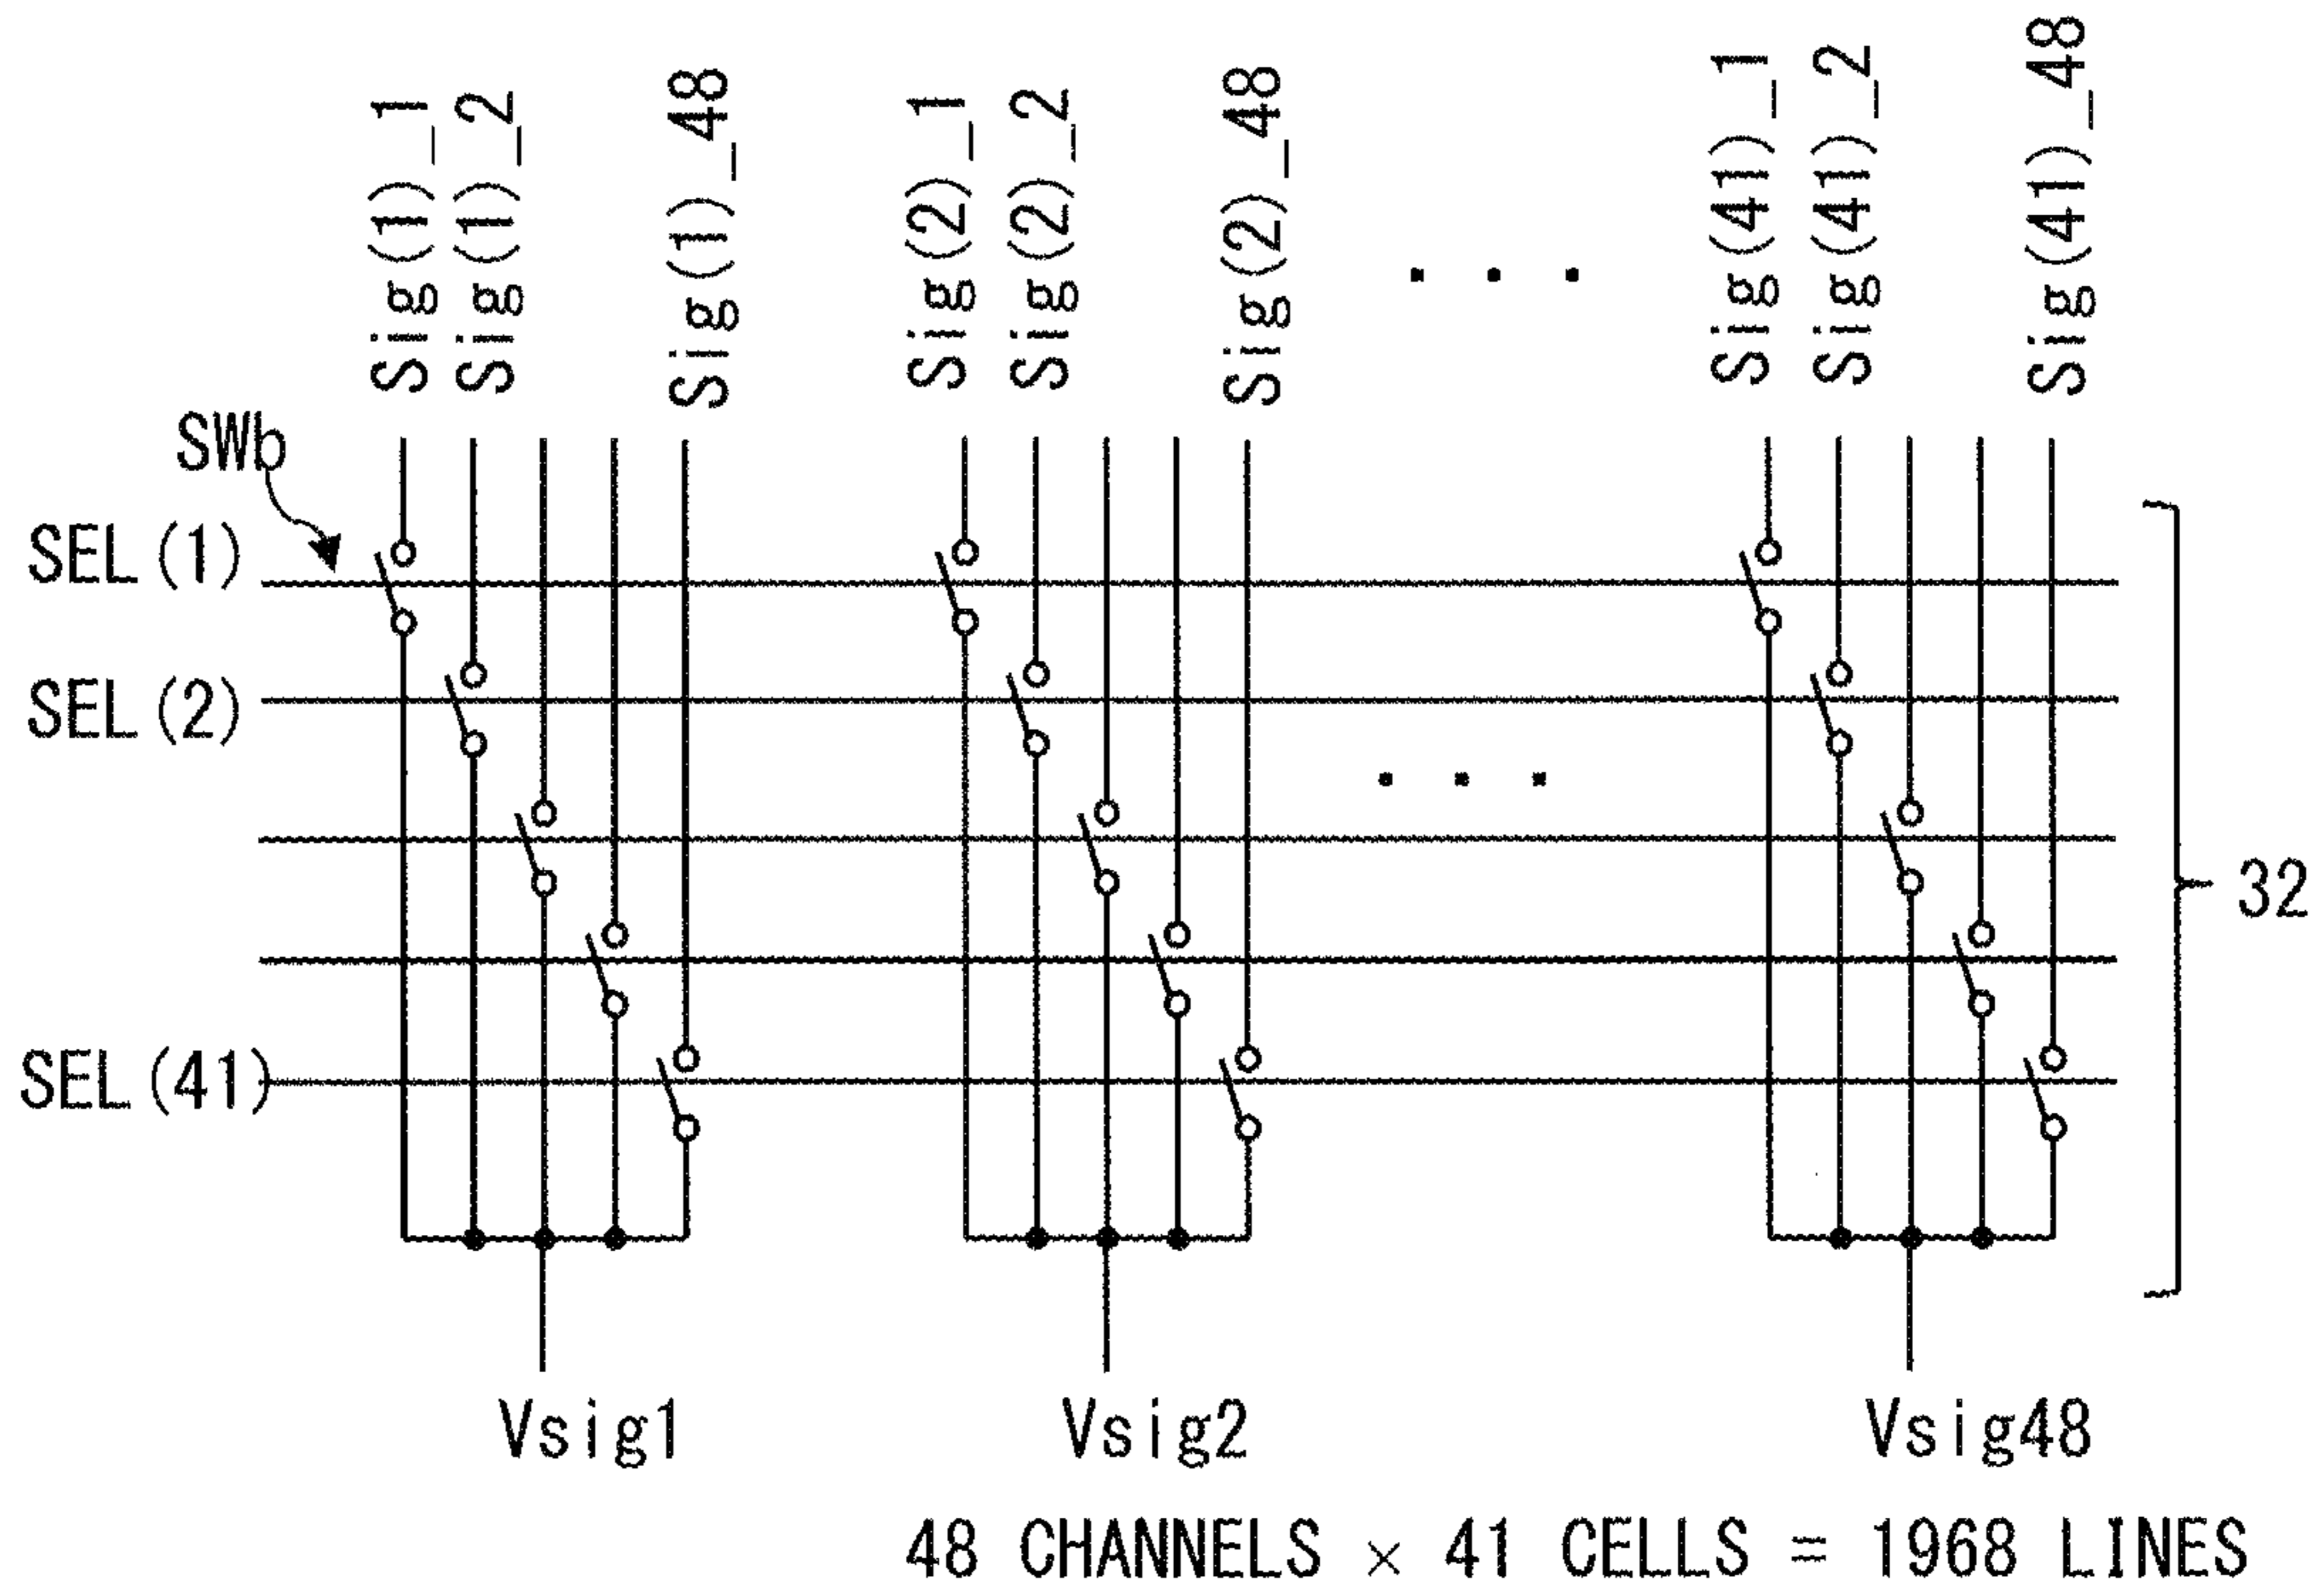 Sig(1)_1
Sig(1)_2
Sig(1)_48
Sig(2)_1
Sig(2)_2
Sig(2)_48
. . .
Sig(41)_1
Sig(41)_2
Sig(41)_48
SWb
SEL(1)
SEL(2)
. . .
32
SEL(41)
Vsig1
Vsig2
Vsig48
48 CHANNELS × 41 CELLS = 1968 LINES